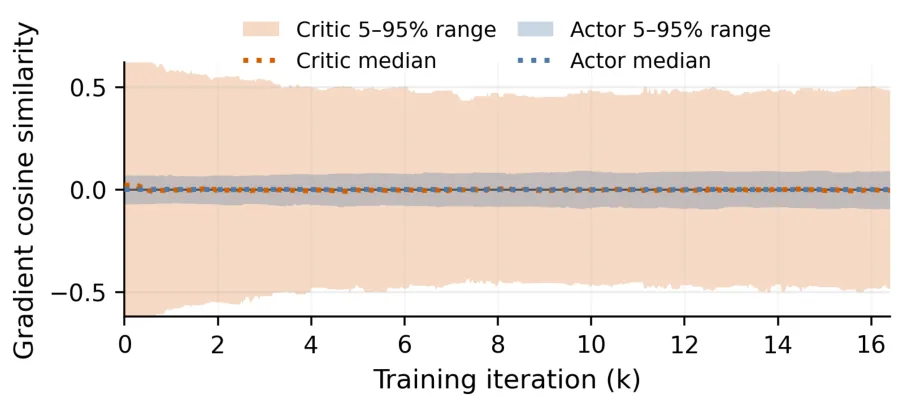 Critic 5–95% range
Actor 5–95% range
Critic median
Actor median
Gradient cosine similarity
0.5
0.0
−0.5
0 2 4 6 8 10 12 14 16
Training iteration (k)